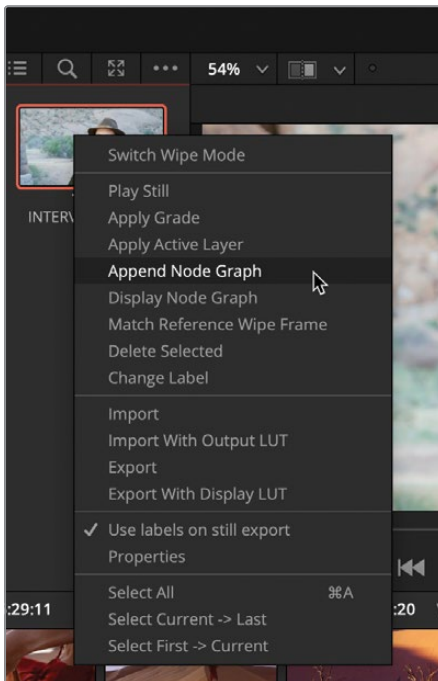 54%
INTERV
Switch Wipe Mode
Play Still
Apply Grade
Apply Active Layer
Append Node Graph
Display Node Graph
Match Reference Wipe Frame
Delete Selected
Change Label
Import
Import With Output LUT
Export
Export With Display LUT
✓ Use labels on still export
Properties
Select All ⌘A
Select Current -> Last
Select First -> Current
:29:11 :20